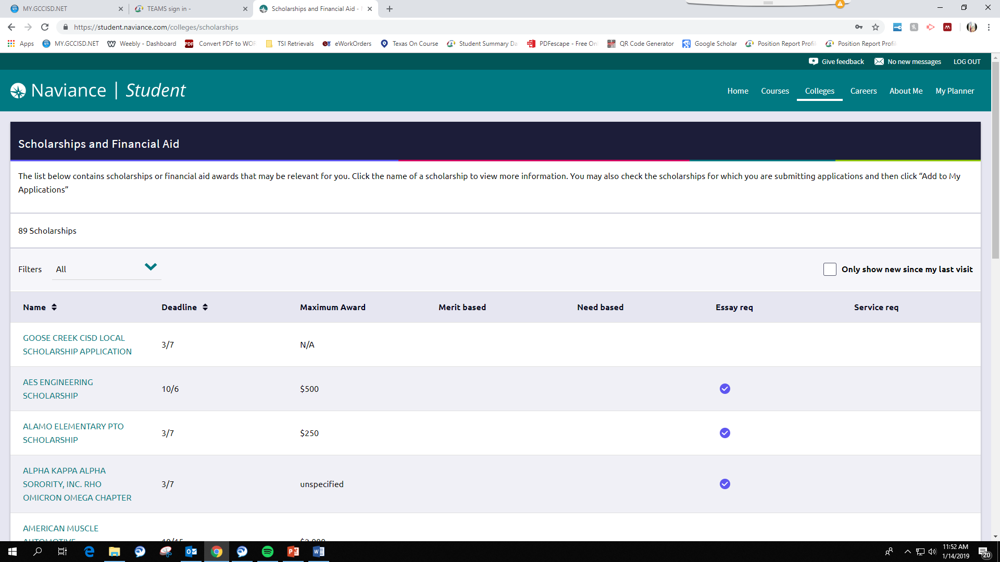 MY.GCCISD.NET
TEAMS sign in -
Scholarships and Financial Aid -
https://student.naviance.com/colleges/scholarships
Apps MY.GCCISD.NET Weebly - Dashboard Convert PDF to WOR TSI Retrievals eWorkOrders Texas On Course Student Summary Da PDFescape - Free On QR Code Generator Google Scholar Position Report Profil Position Report Profil
Give feedback No new messages LOG OUT
Naviance | Student
Home Courses Colleges Careers About Me My Planner
Scholarships and Financial Aid
The list below contains scholarships or financial aid awards that may be relevant for you. Click the name of a scholarship to view more information. You may also check the scholarships for which you are submitting applications and then click “Add to My
Applications”
89 Scholarships
Filters All Only show new since my last visit
Name Deadline Maximum Award Merit based Need based Essay req Service req
GOOSE CREEK CISD LOCAL
SCHOLARSHIP APPLICATION
3/7 N/A
AES ENGINEERING
SCHOLARSHIP
10/6 $500
ALAMO ELEMENTARY PTO
SCHOLARSHIP
3/7 $250
ALPHA KAPPA ALPHA
SORORITY, INC. RHO
OMICRON OMEGA CHAPTER
3/7 unspecified
AMERICAN MUSCLE
AUTOMOTIVE
10/15 $2,000
11:52 AM
1/14/2019
20